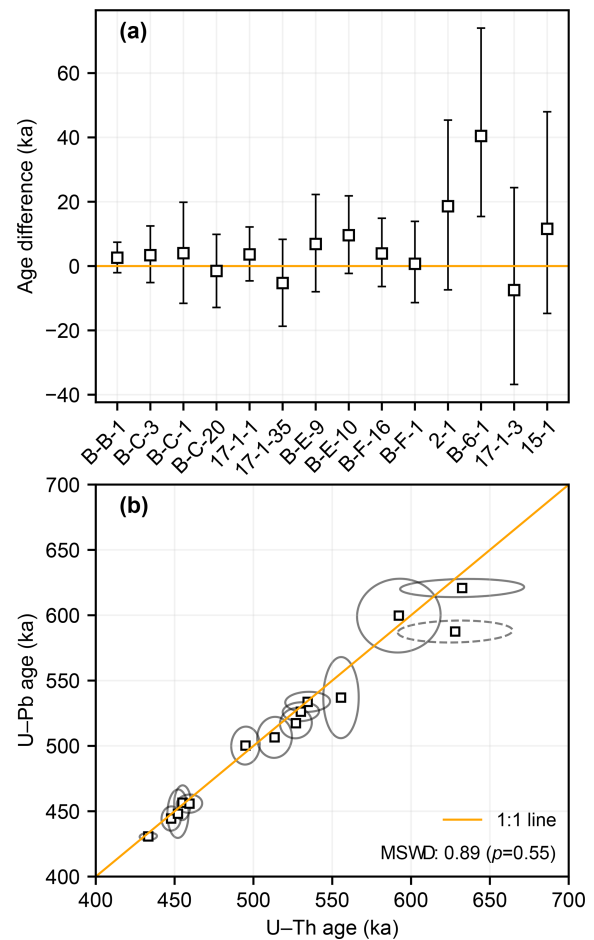 (a)
Age difference (ka)
60
40
20
0
−20
−40
B-B-1
B-C-3
B-C-1
B-C-20
17-1-1
17-1-35
B-E-9
B-E-10
B-F-16
B-F-1
2-1
B-6-1
17-1-3
15-1
(b)
U–Pb age (ka)
700
650
600
550
500
450
400
1:1 line
MSWD: 0.89 (p=0.55)
400
450
500
550
600
650
700
U–Th age (ka)